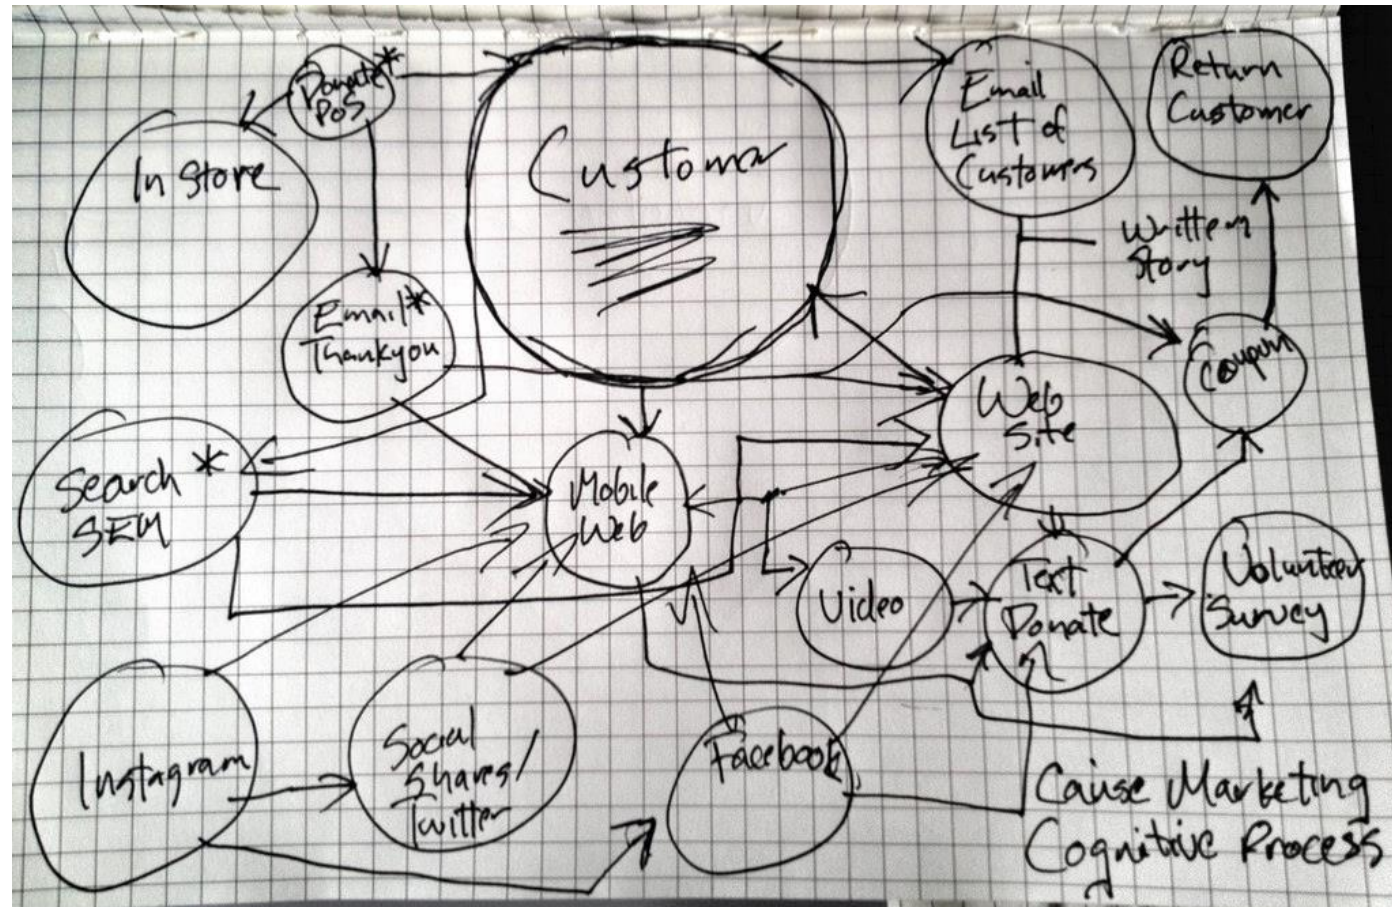 Donate*
POS
In Store
Customer
Email
List of
Customers
Return
Customer
Written
Story
Email*
Thankyou
Coupon
Web
Site
Search *
SEM
Mobile
Web
Video
Text
Donate
Volunteer
Survey
Instagram
Social
Shares/
Twitter
Facebook
Cause Marketing
Cognitive Process